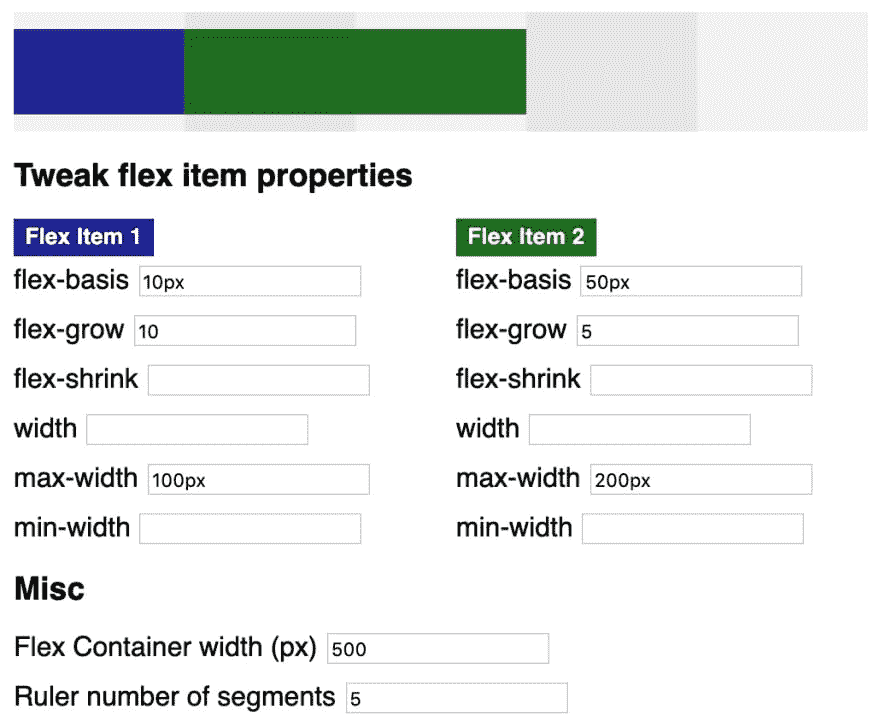 Tweak flex item properties
Flex Item 1
flex-basis 10px
flex-grow 10
flex-shrink
width
max-width 100px
min-width
Flex Item 2
flex-basis 50px
flex-grow 5
flex-shrink
width
max-width 200px
min-width
Misc
Flex Container width (px) 500
Ruler number of segments 5